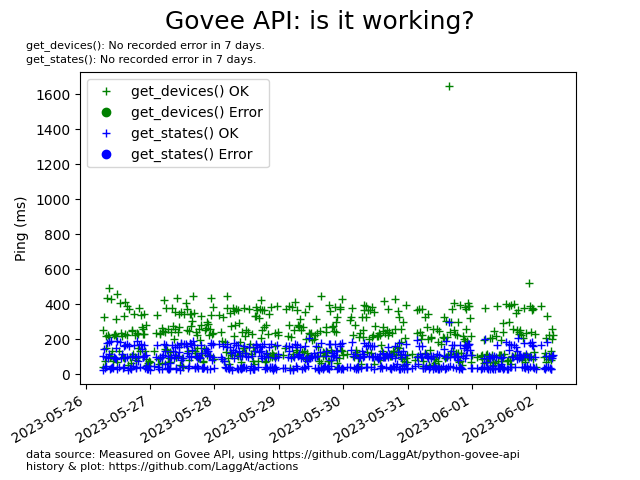 Govee API: is it working?
get_devices(): No recorded error in 7 days.
get_states(): No recorded error in 7 days.
get_devices() OK
get_devices() Error
get_states() OK
get_states() Error
Ping (ms)
1600
1400
1200
1000
800
600
400
200
0
2023-05-26
2023-05-27
2023-05-28
2023-05-29
2023-05-30
2023-05-31
2023-06-01
2023-06-02
data source: Measured on Govee API, using https://github.com/LaggAt/python-govee-api
history & plot: https://github.com/LaggAt/actions